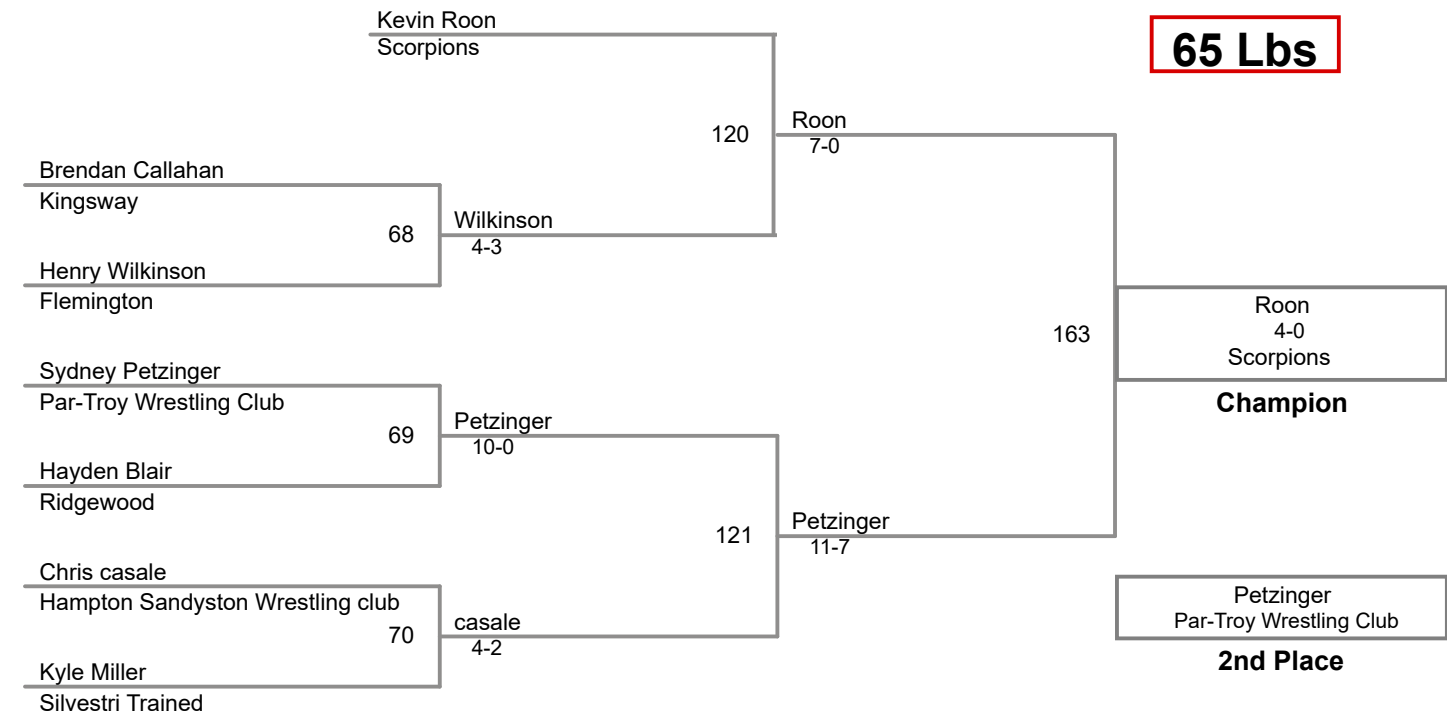 Kevin Roon
Scorpions
65 Lbs
120
Roon
7-0
Brendan Callahan
Kingsway
68
Wilkinson
4-3
Henry Wilkinson
Flemington
163
Roon
4-0
Scorpions
Champion
Sydney Petzinger
Par-Troy Wrestling Club
69
Petzinger
10-0
Hayden Blair
Ridgewood
121
Petzinger
11-7
Chris casale
Hampton Sandyston Wrestling club
70
casale
4-2
Kyle Miller
Silvestri Trained
Petzinger
Par-Troy Wrestling Club
2nd Place